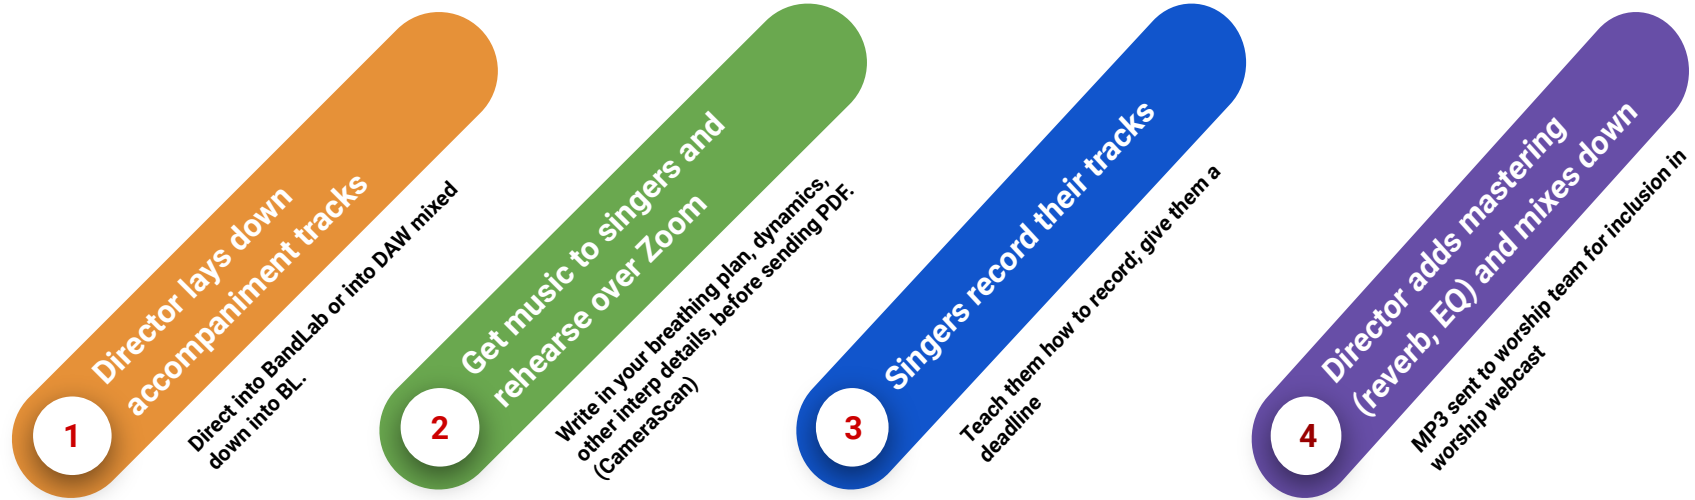 1
Director lays down
accompaniment tracks
Direct into BandLab or into DAW mixed
down into BL.
2
Get music to singers and
rehearse over Zoom
Write in your breathing plan, dynamics,
other interp details, before sending PDF.
(CameraScan)
3
Singers record their tracks
Teach them how to record; give them a
deadline
4
Director adds mastering
(reverb, EQ) and mixes down
MP3 sent to worship team for inclusion in
worship webcast